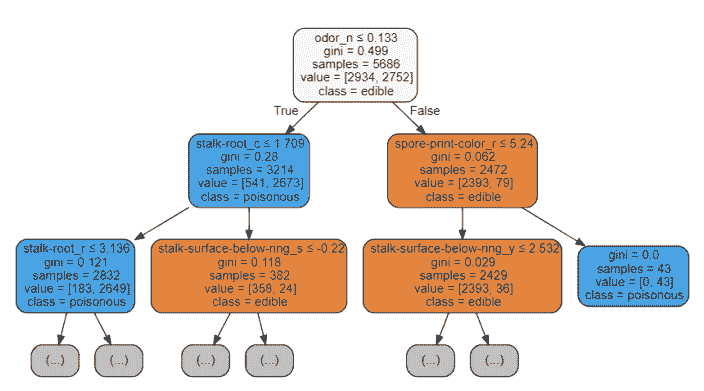 odor_n ≤ 0.133
gini = 0.499
samples = 5686
value = [2934, 2752]
class = edible
True
False
stalk-root_c ≤ 1.709
gini = 0.28
samples = 3214
value = [541, 2673]
class = poisonous
spore-print-color_r ≤ 5.24
gini = 0.062
samples = 2472
value = [2393, 79]
class = edible
stalk-root_r ≤ 3.136
gini = 0.121
samples = 2832
value = [183, 2649]
class = poisonous
stalk-surface-below-ring_s ≤ -0.22
gini = 0.118
samples = 382
value = [358, 24]
class = edible
stalk-surface-below-ring_y ≤ 2.532
gini = 0.029
samples = 2429
value = [2393, 36]
class = edible
gini = 0.0
samples = 43
value = [0, 43]
class = poisonous
(...)
(...)
(...)
(...)
(...)
(...)